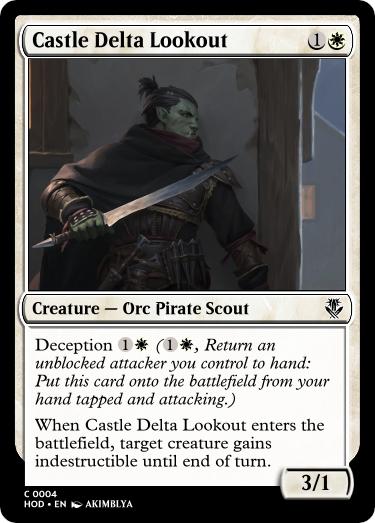 Castle Delta Lookout 1
Creature — Orc Pirate Scout
Deception 1 (1, Return an
unblocked attacker you control to hand:
Put this card onto the battlefield from your
hand tapped and attacking.)
When Castle Delta Lookout enters the
battlefield, target creature gains
indestructible until end of turn.
3/1
C 0004
HOD • EN AKIMBLYA